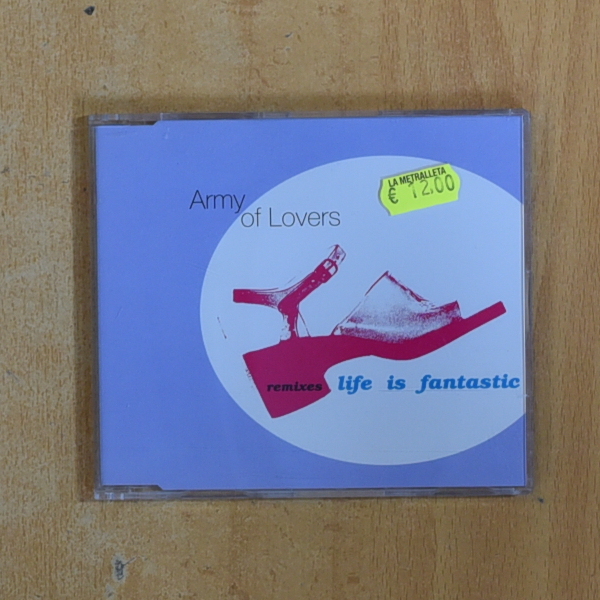 LA METRALLETA
€ 12.00
Army
of Lovers
remixes life is fantastic